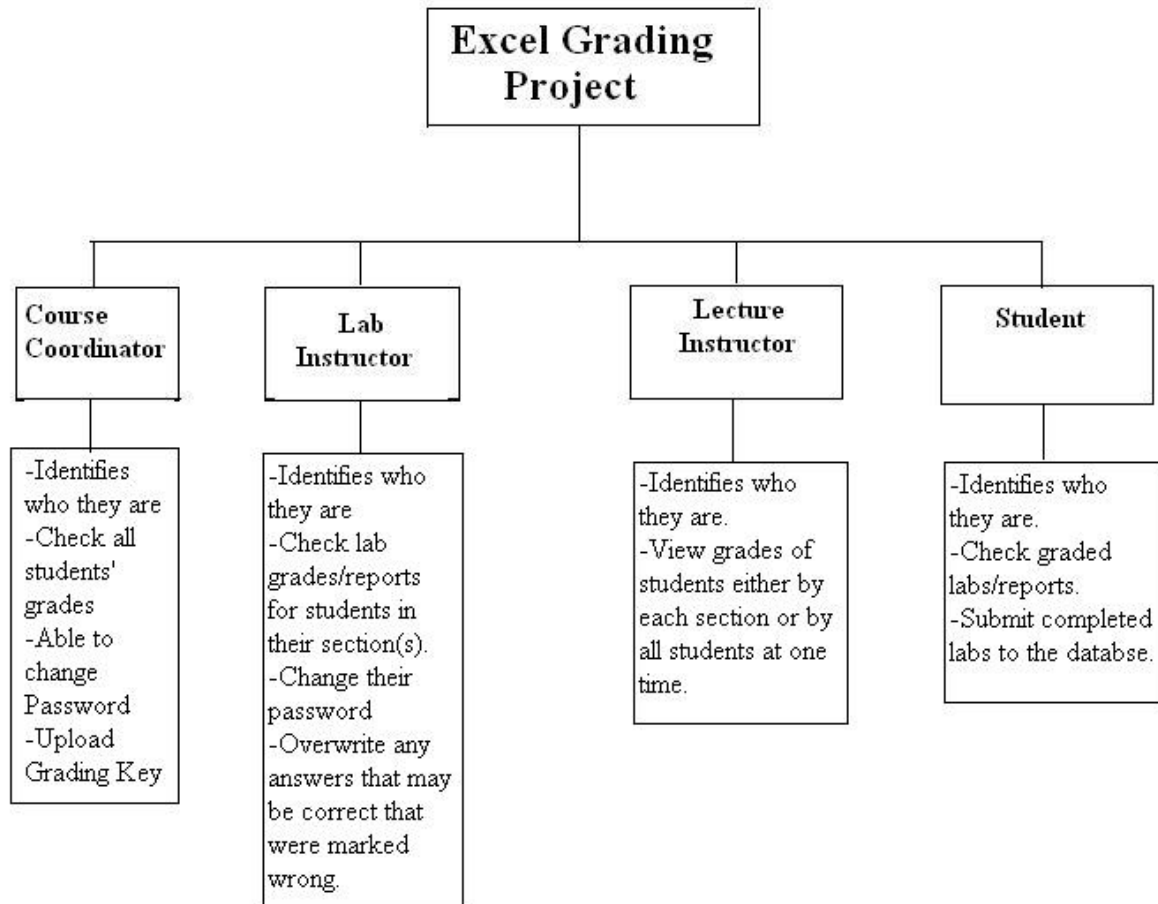 Excel Grading
Project
Course
Coordinator
Lab
Instructor
Lecture
Instructor
Student
-Identifies
who they are
-Check all
students'
grades
-Able to
change
Password
-Upload
Grading Key
-Identifies who
they are
-Check lab
grades/reports
for students in
their section(s).
-Change their
password
-Overwrite any
answers that may
be correct that
were marked
wrong.
-Identifies who
they are.
-View grades of
students either by
each section or by
all students at one
time.
-Identifies who
they are.
-Check graded
labs/reports.
-Submit completed
labs to the databse.